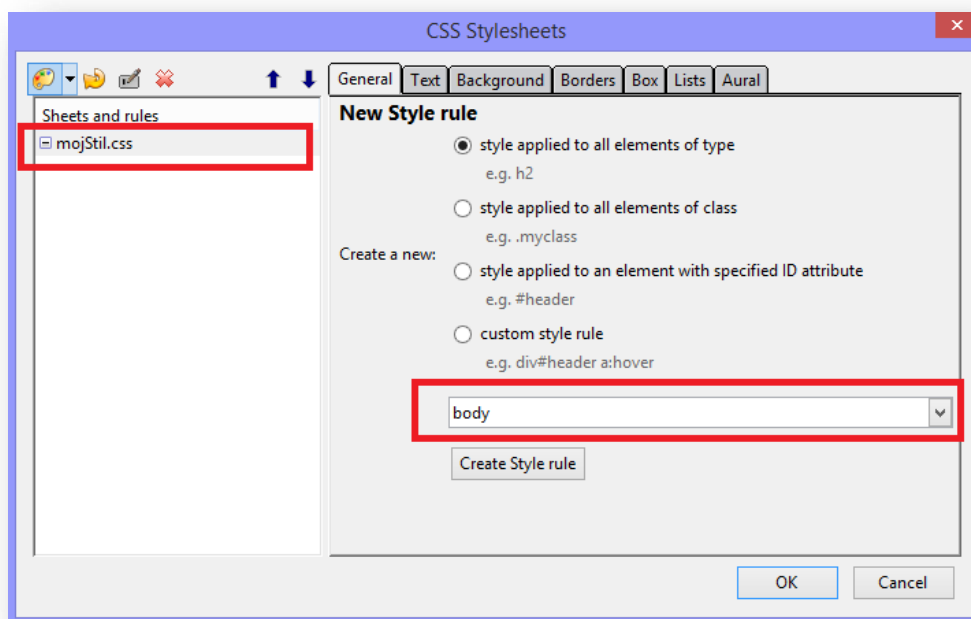 CSS Stylesheets
General Text Background Borders Box Lists Aural
Sheets and rules
mojStil.css
New Style rule
style applied to all elements of type
e.g. h2
style applied to all elements of class
e.g. .myclass
Create a new:
style applied to an element with specified ID attribute
e.g. #header
custom style rule
e.g. div#header a:hover
body
Create Style rule
OK Cancel